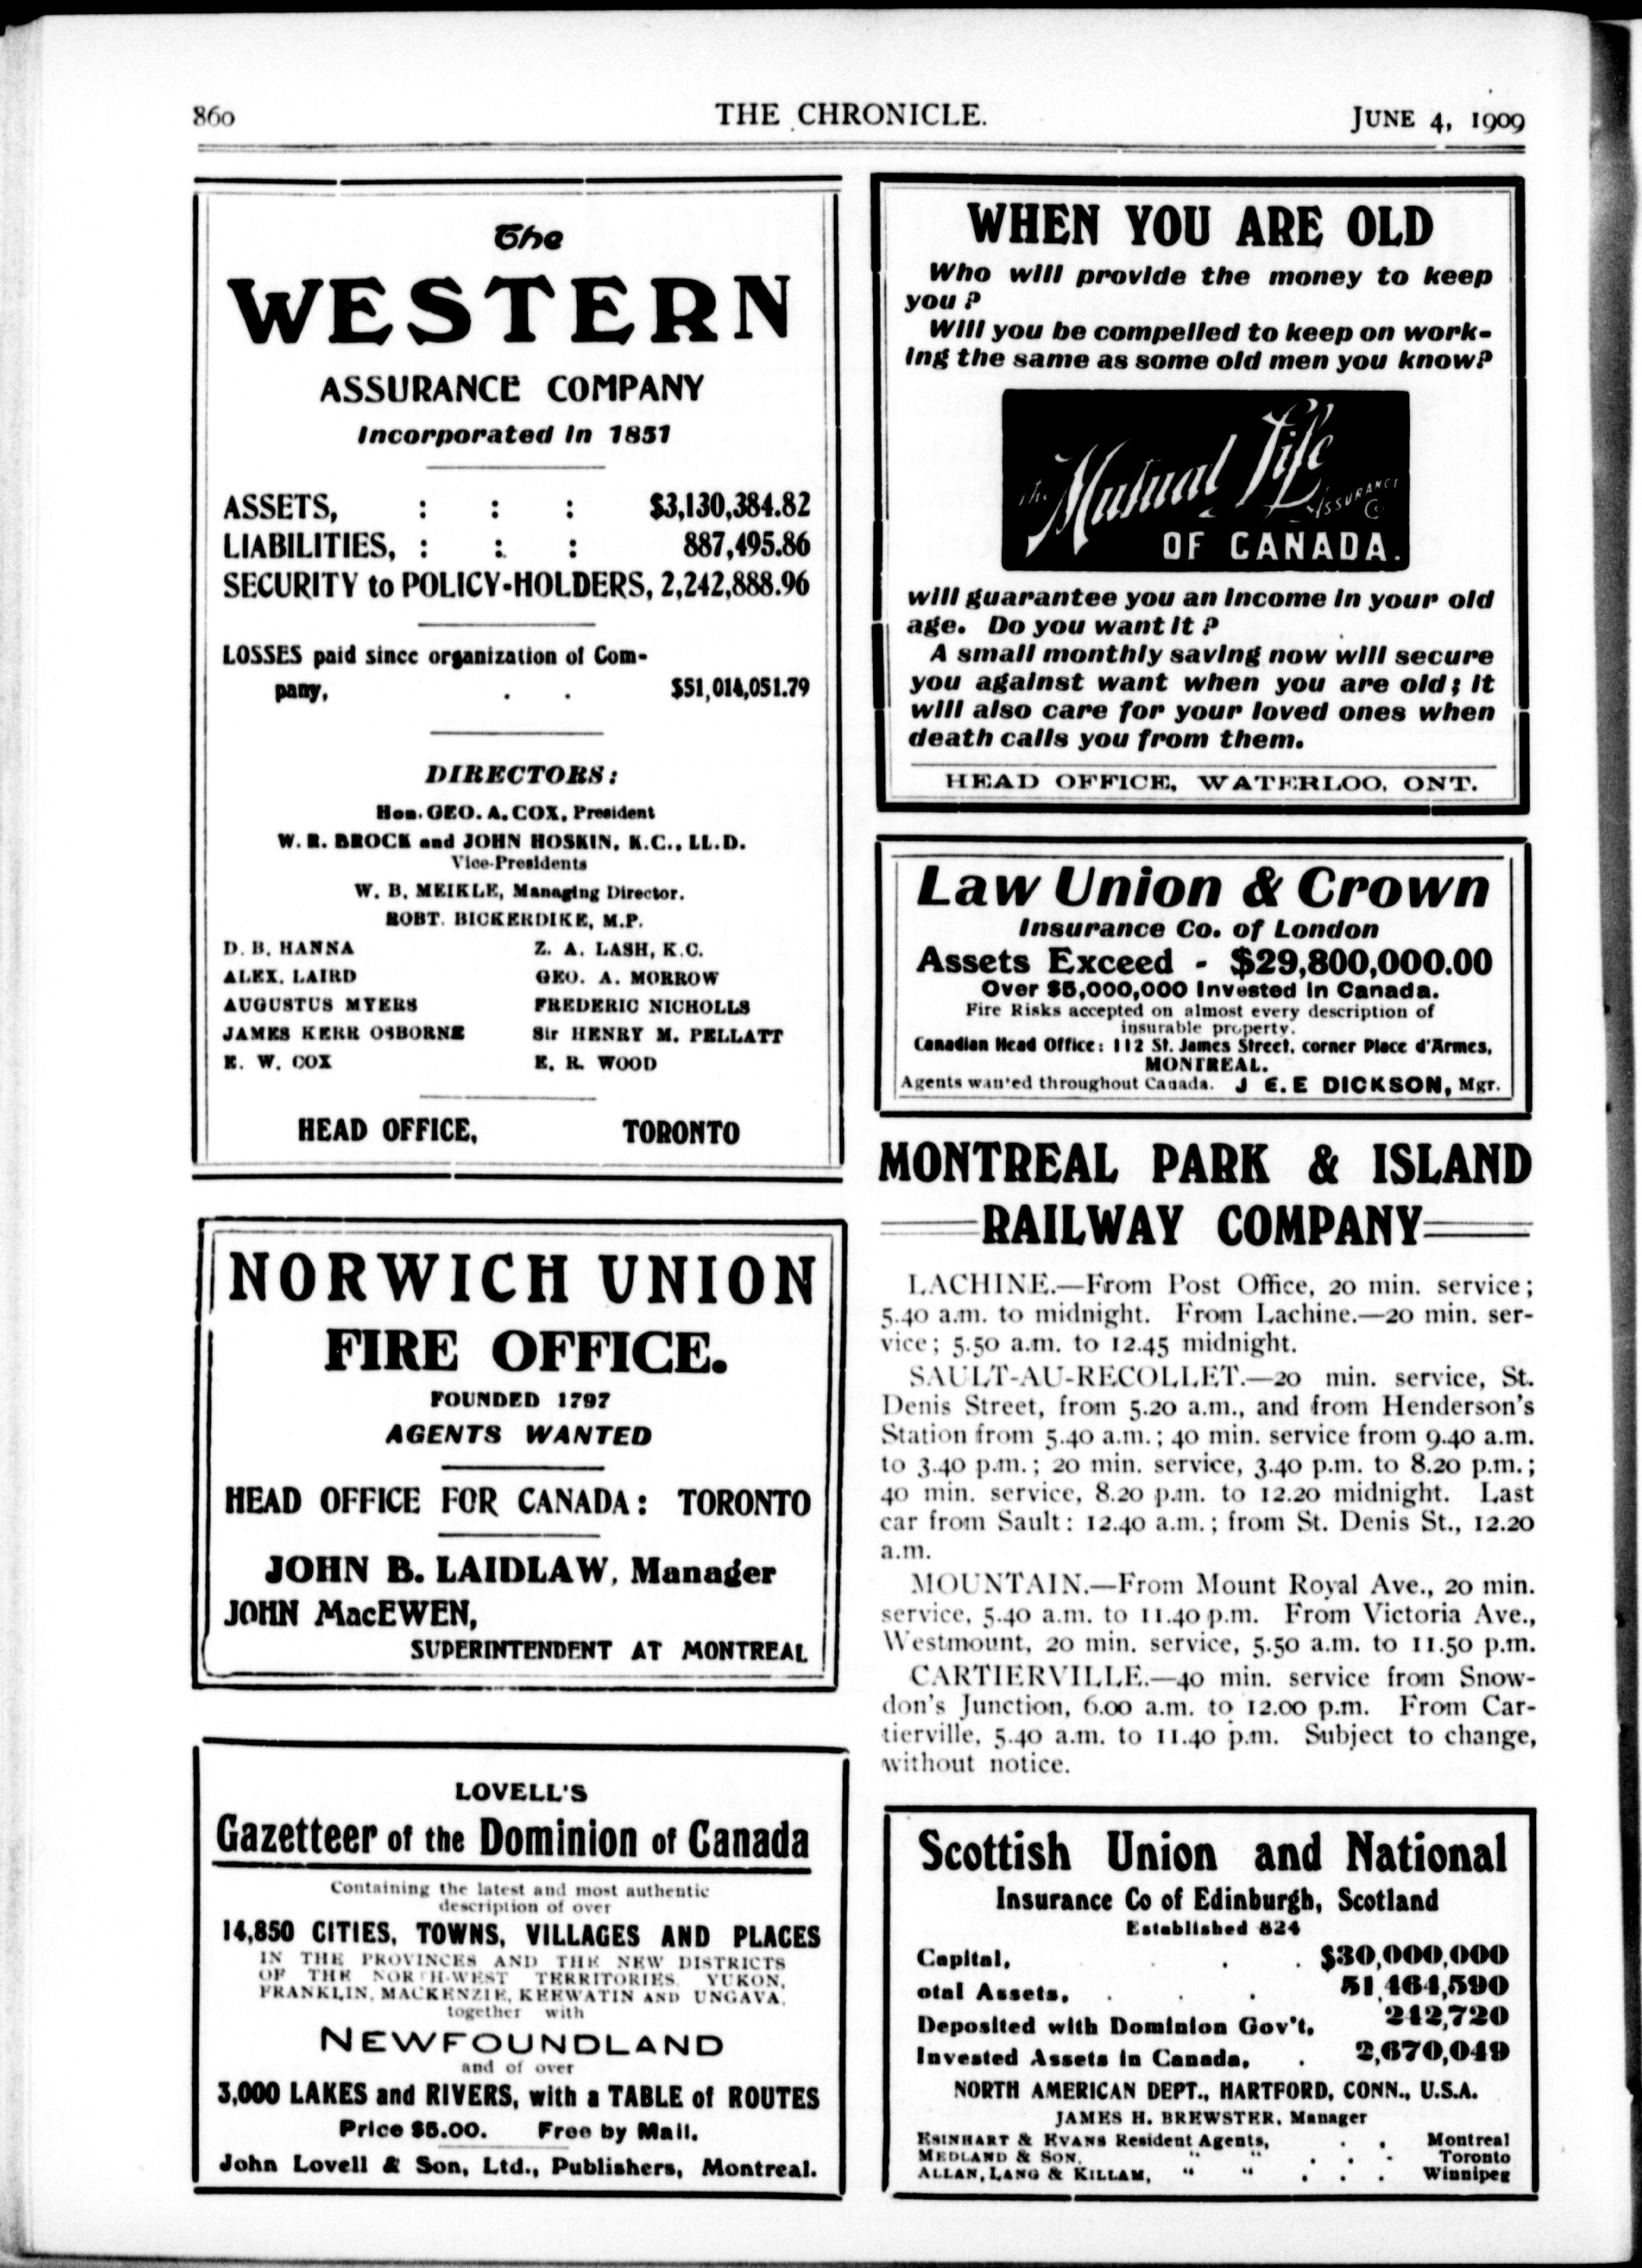 860 THE CHRONICLE. JUNE 4, 1909
The
WESTERN
ASSURANCE COMPANY
Incorporated in 1851
ASSETS, : : : $3,130,384.82
LIABILITIES, : : : 887,495.86
SECURITY to POLICY-HOLDERS, 2,242,888.96
LOSSES paid since organization of Com-
pany, . . $51,014,051.79
DIRECTORS:
Hon. GEO. A. COX, President
W. R. BROCK and JOHN HOSKIN, K.C., LL.D.
Vice-Presidents
W. B. MEIKLE, Managing Director.
ROBT. BICKERDIKE, M.P.
D. B. HANNA Z. A. LASH, K.C.
ALEX. LAIRD GEO. A. MORROW
AUGUSTUS MYERS FREDERIC NICHOLLS
JAMES KERR OSBORNE Sir HENRY M. PELLATT
E. W. COX E. R. WOOD
HEAD OFFICE, TORONTO
NORWICH UNION
FIRE OFFICE.
FOUNDED 1797
AGENTS WANTED
HEAD OFFICE FOR CANADA: TORONTO
JOHN B. LAIDLAW, Manager
JOHN MacEWEN,
SUPERINTENDENT AT MONTREAL
LOVELL'S
Gazetteer of the Dominion of Canada
Containing the latest and most authentic
description of over
14,850 CITIES, TOWNS, VILLAGES AND PLACES
IN THE PROVINCES AND THE NEW DISTRICTS
OF THE NORTH-WEST TERRITORIES YUKON,
FRANKLIN, MACKENZIE, KEEWATIN AND UNGAVA,
together with
NEWFOUNDLAND
and of over
3,000 LAKES and RIVERS, with a TABLE of ROUTES
Price $5.00. Free by Mail.
John Lovell & Son, Ltd., Publishers, Montreal.
WHEN YOU ARE OLD
Who will provide the money to keep
you?
Will you be compelled to keep on work-
ing the same as some old men you know?
The Mutual Life Assurance Co
OF CANADA.
will guarantee you an income in your old
age. Do you want it?
A small monthly saving now will secure
you against want when you are old; it
will also care for your loved ones when
death calls you from them.
HEAD OFFICE, WATERLOO, ONT.
Law Union & Crown
Insurance Co. of London
Assets Exceed - $29,800,000.00
Over $5,000,000 Invested in Canada.
Fire Risks accepted on almost every description of
insurable property.
Canadian Head Office: 112 St. James Street, corner Place d'Armes,
MONTREAL.
Agents wanted throughout Canada. J E. E DICKSON, Mgr.
MONTREAL PARK & ISLAND
RAILWAY COMPANY
LACHINE.—From Post Office, 20 min. service;
5.40 a.m. to midnight. From Lachine.—20 min. ser-
vice; 5.50 a.m. to 12.45 midnight.
SAULT-AU-RECOLLET.—20 min. service, St.
Denis Street, from 5.20 a.m., and from Henderson's
Station from 5.40 a.m.; 40 min. service from 9.40 a.m.
to 3.40 p.m.; 20 min. service, 3.40 p.m. to 8.20 p.m.;
40 min. service, 8.20 p.m. to 12.20 midnight. Last
car from Sault: 12.40 a.m.; from St. Denis St., 12.20
a.m.
MOUNTAIN.—From Mount Royal Ave., 20 min.
service, 5.40 a.m. to 11.40 p.m. From Victoria Ave.,
Westmount, 20 min. service, 5.50 a.m. to 11.50 p.m.
CARTIERVILLE.—40 min. service from Snow-
don's Junction, 6.00 a.m. to 12.00 p.m. From Car-
tierville, 5.40 a.m. to 11.40 p.m. Subject to change,
without notice.
Scottish Union and National
Insurance Co of Edinburgh, Scotland
Established 824
Capital, . . $30,000,000
otal Assets, . . . 51,464,590
Deposited with Dominion Gov't, 242,720
Invested Assets in Canada, . 2,670,049
NORTH AMERICAN DEPT., HARTFORD, CONN., U.S.A.
JAMES H. BREWSTER, Manager
ESINHART & EVANS Resident Agents, . . Montreal
MEDLAND & SON, " " . . . Toronto
ALLAN, LANG & KILLAM, " " . . . Winnipeg